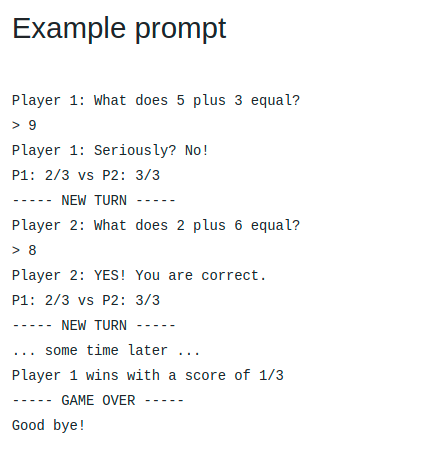 Example prompt
Player 1: What does 5 plus 3 equal?
> 9
Player 1: Seriously? No!
P1: 2/3 vs P2: 3/3
----- NEW TURN -----
Player 2: What does 2 plus 6 equal?
> 8
Player 2: YES! You are correct.
P1: 2/3 vs P2: 3/3
----- NEW TURN -----
... some time later ...
Player 1 wins with a score of 1/3
----- GAME OVER -----
Good bye!